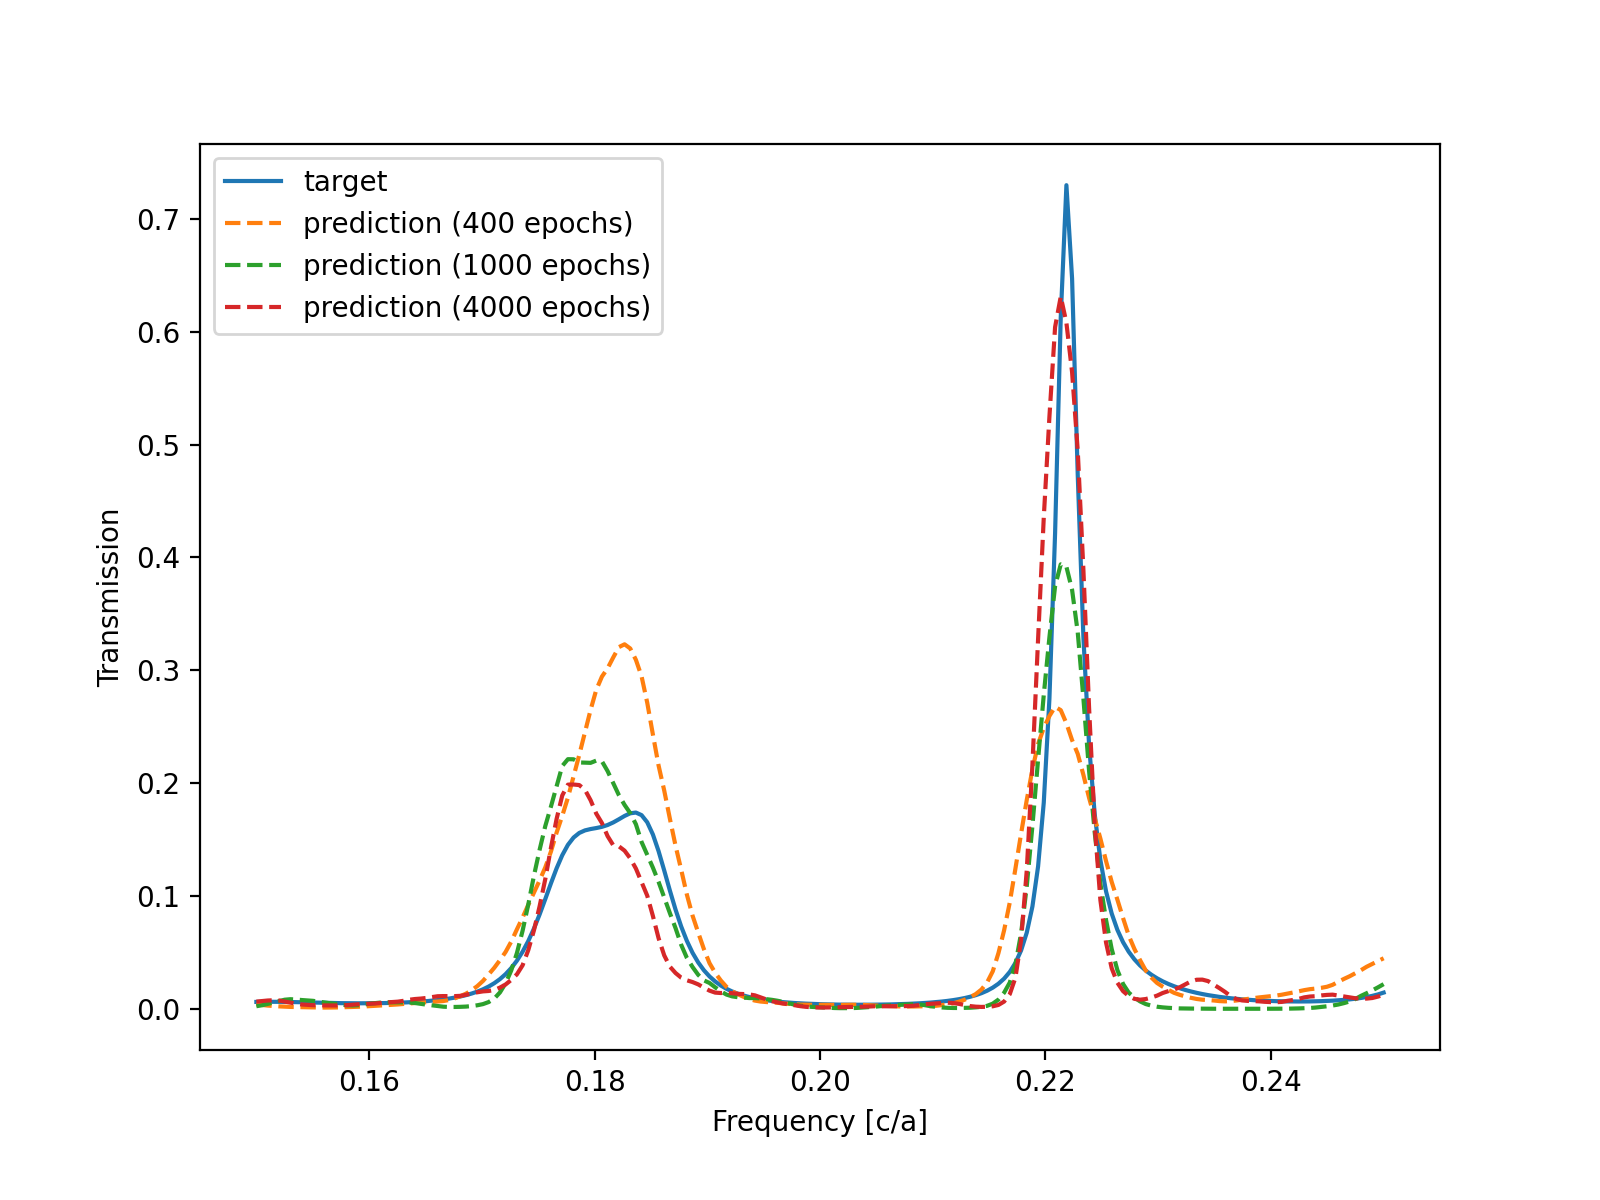 target
prediction (400 epochs)
prediction (1000 epochs)
prediction (4000 epochs)
0.7
0.6
0.5
0.4
0.3
0.2
0.1
0.0
Transmission
0.16 0.18 0.20 0.22 0.24
Frequency [c/a]